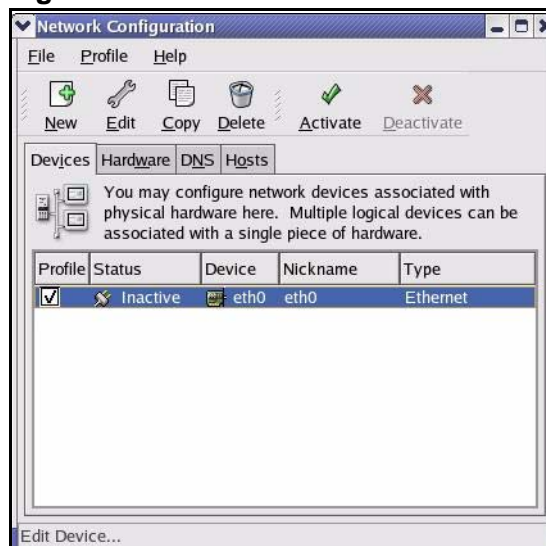 Network Configuration
File Profile Help
New Edit Copy Delete Activate Deactivate
Devices Hardware DNS Hosts
You may configure network devices associated with
physical hardware here. Multiple logical devices can be
associated with a single piece of hardware.
Profile Status Device Nickname Type
Inactive eth0 eth0 Ethernet
Edit Device...